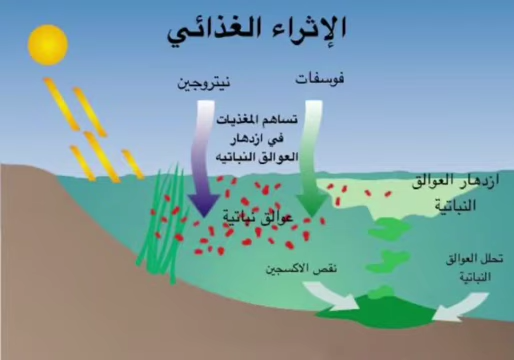 الإثراء الغذائي
فوسفات
نيتروجين
تساهم المغذيات
في ازدهار
العوالق النباتيه
ازدهار العوالق
النباتية
عوالق نباتية
تحلل العوالق
النباتية
نقص الاكسجين